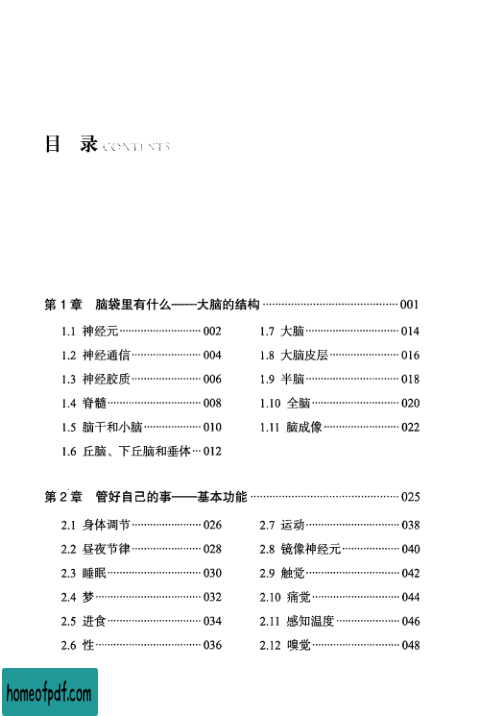 目 录 CONTENTS
第1章 脑袋里有什么——大脑的结构 ………… 001
1.1 神经元 ………… 002
1.2 神经通信 ………… 004
1.3 神经胶质 ………… 006
1.4 脊髓 ………… 008
1.5 脑干和小脑 ………… 010
1.6 丘脑、下丘脑和垂体 … 012
1.7 大脑 ………… 014
1.8 大脑皮层 ………… 016
1.9 半脑 ………… 018
1.10 全脑 ………… 020
1.11 脑成像 ………… 022
第2章 管好自己的事——基本功能 ………… 025
2.1 身体调节 ………… 026
2.2 昼夜节律 ………… 028
2.3 睡眠 ………… 030
2.4 梦 ………… 032
2.5 进食 ………… 034
2.6 性 ………… 036
2.7 运动 ………… 038
2.8 镜像神经元 ………… 040
2.9 触觉 ………… 042
2.10 痛觉 ………… 044
2.11 感知温度 ………… 046
2.12 嗅觉 ………… 048
homeofpdf.com